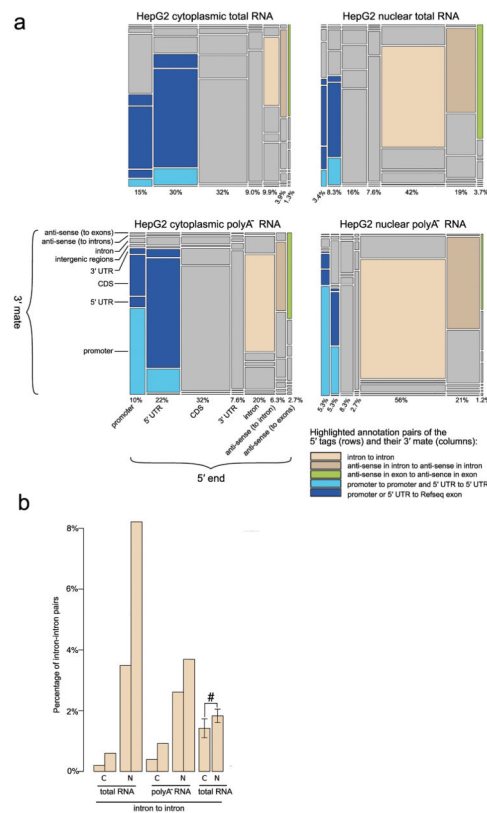 a
HepG2 cytoplasmic total RNA
HepG2 nuclear total RNA
15% 30% 32% 9.0% 9.9% 3.9% 1.3%
3.4% 8.3% 16% 7.6% 42% 19% 3.7%
HepG2 cytoplasmic polyA⁻ RNA
HepG2 nuclear polyA⁻ RNA
anti-sense (to exons)
anti-sense (to introns)
intron
intergenic regions
3' UTR
CDS
5' UTR
promoter
3' mate
10% 22% 32% 7.6% 20% 6.3% 2.7%
5.3% 5.3% 8.3% 2.7% 56% 21% 1.2%
promoter
5' UTR
CDS
3' UTR
intron
anti-sense (to intron)
anti-sense (to exons)
5' end
Highlighted annotation pairs of the
5' tags (rows) and their 3' mate (columns):
intron to intron
anti-sense in intron to anti-sense in intron
anti-sense in exon to anti-sence in exon
promoter to promoter and 5' UTR to 5' UTR
promoter or 5' UTR to Refseq exon
b
Percentage of intron-intron pairs
8%
6%
4%
2%
0%
#
C N C N C N
total RNA polyA⁻ RNA total RNA
intron to intron